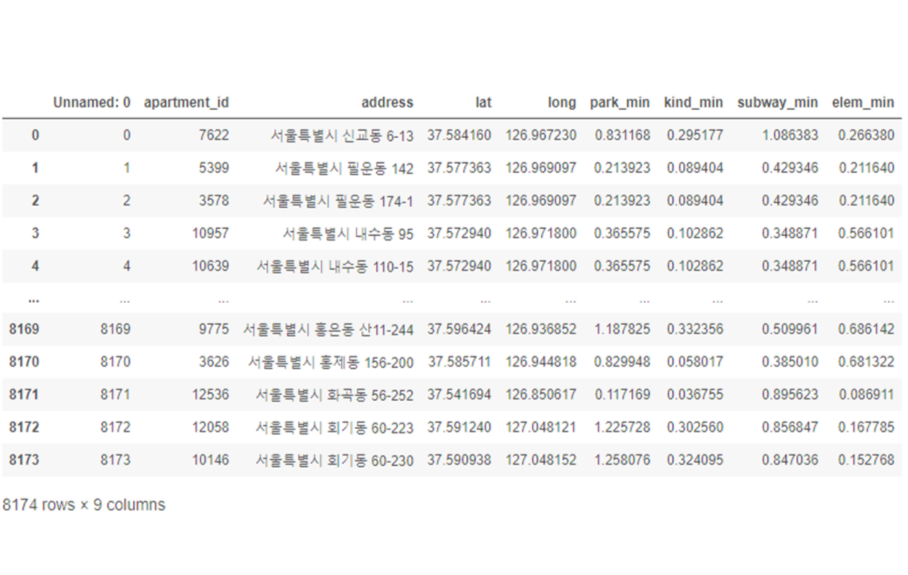 Unnamed: 0 apartment_id address lat long park_min kind_min subway_min elem_min
0 0 7622 서울특별시 신교동 6-13 37.584160 126.967230 0.831168 0.295177 1.086383 0.266380
1 1 5399 서울특별시 필운동 142 37.577363 126.969097 0.213923 0.089404 0.429346 0.211640
2 2 3578 서울특별시 필운동 174-1 37.577363 126.969097 0.213923 0.089404 0.429346 0.211640
3 3 10957 서울특별시 내수동 95 37.572940 126.971800 0.365575 0.102862 0.348871 0.566101
4 4 10639 서울특별시 내수동 110-15 37.572940 126.971800 0.365575 0.102862 0.348871 0.566101
... ... ... ... ... ... ... ... ... ...
8169 8169 9775 서울특별시 홍은동 산11-244 37.596424 126.936852 1.187825 0.332356 0.509961 0.686142
8170 8170 3626 서울특별시 홍제동 156-200 37.585711 126.944818 0.829948 0.058017 0.385010 0.681322
8171 8171 12536 서울특별시 화곡동 56-252 37.541694 126.850617 0.117169 0.036755 0.895623 0.086911
8172 8172 12058 서울특별시 회기동 60-223 37.591240 127.048121 1.225728 0.302560 0.856847 0.167785
8173 8173 10146 서울특별시 회기동 60-230 37.590938 127.048152 1.258076 0.324095 0.847036 0.152768
8174 rows × 9 columns